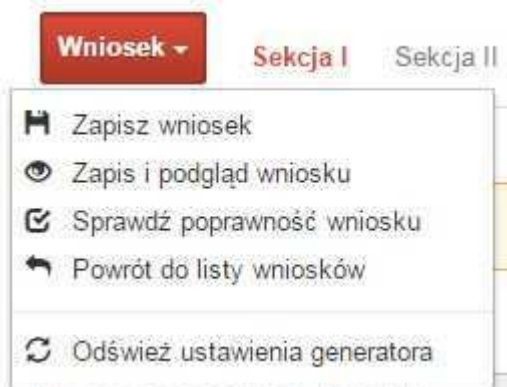 Wniosek Sekcja I Sekcja II
Zapisz wniosek
Zapis i podgląd wniosku
Sprawdź poprawność wniosku
Powrót do listy wniosków
Odśwież ustawienia generatora